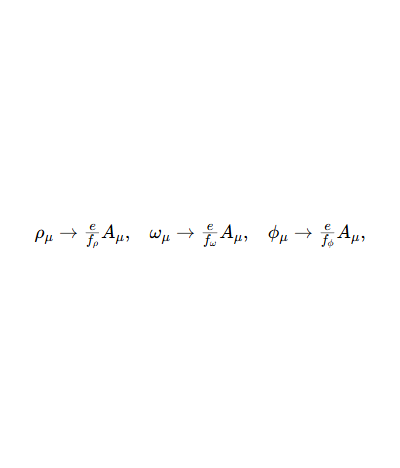 ρ_μ → e/f_ρ A_μ, ω_μ → e/f_ω A_μ, ϕ_μ → e/f_ϕ A_μ,